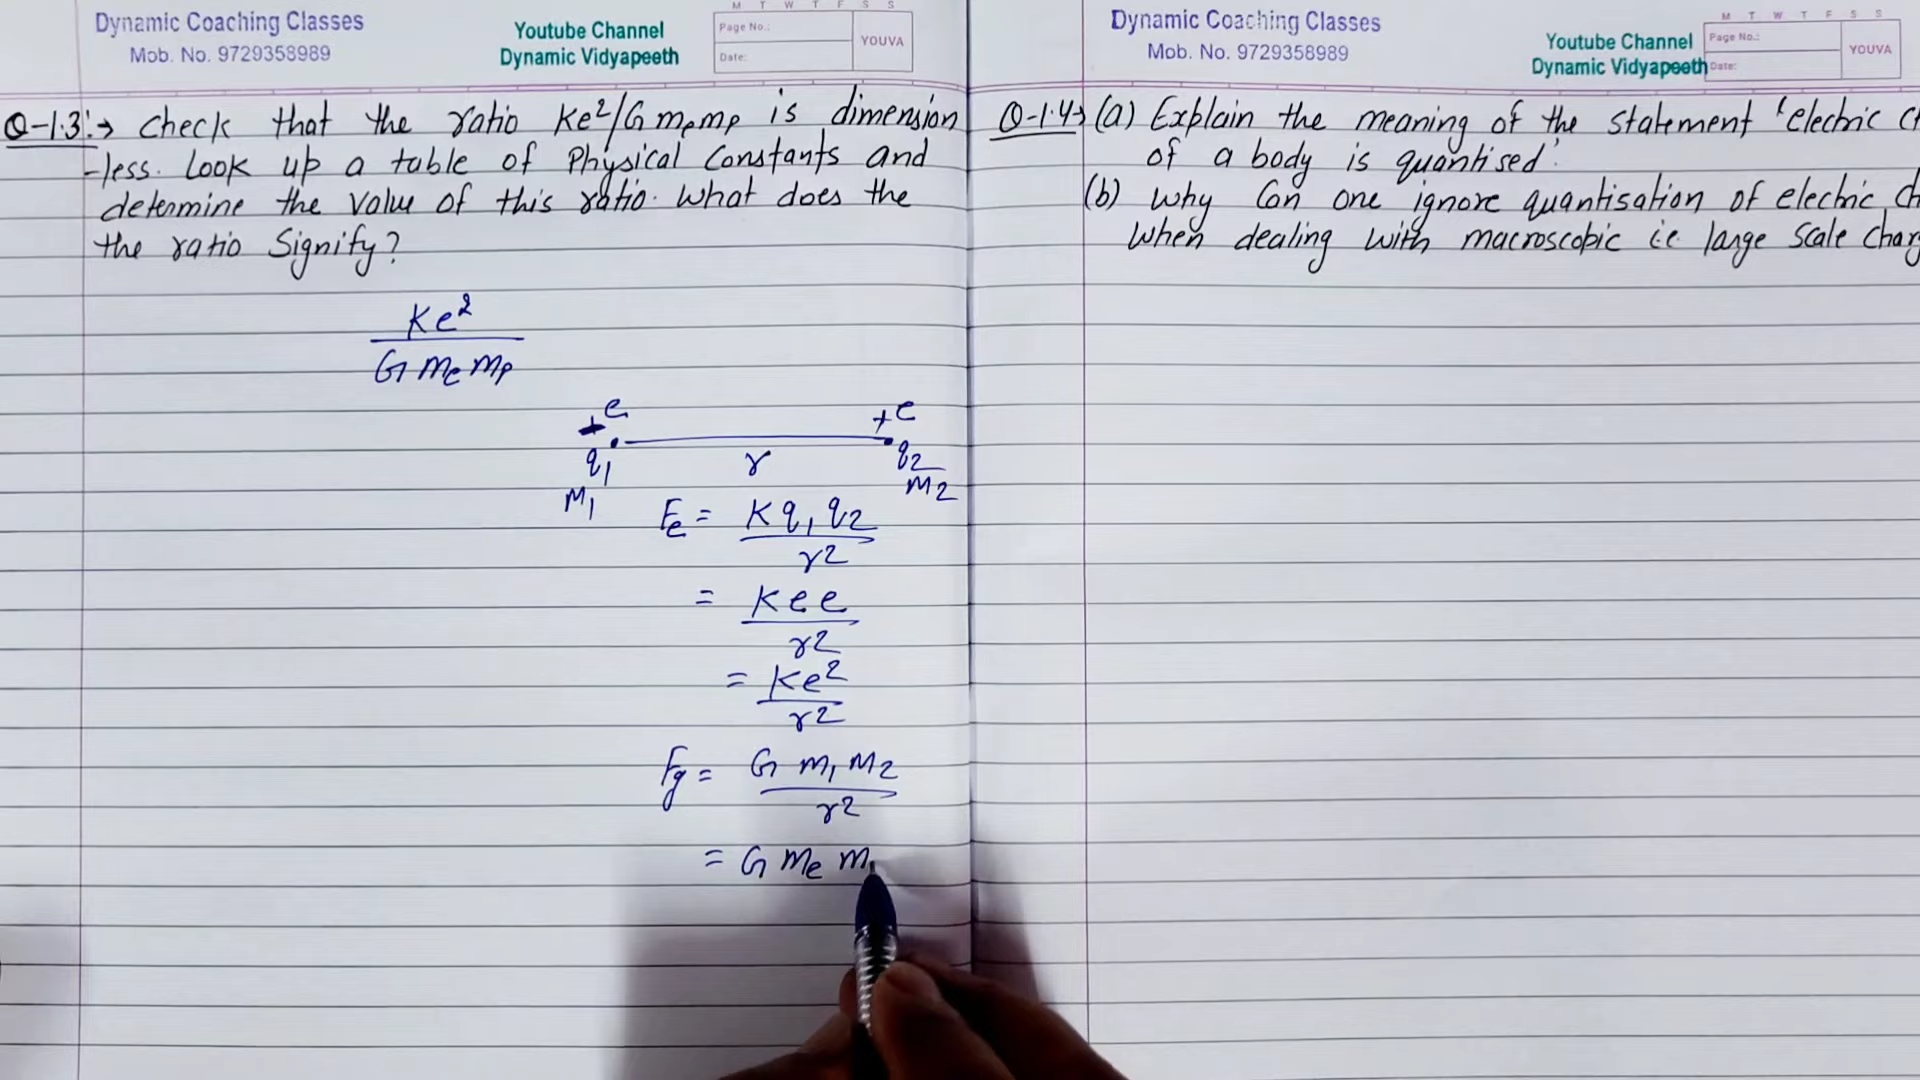 Dynamic Coaching Classes
Mob. No. 9729358989
Youtube Channel
Dynamic Vidyapeeth
M T W T F S S
Page No.:
Date:
YOUVA
Q-1.3:→ Check that the ratio Ke²/G memp is dimension
-less. Look up a table of Physical Constants and
determine the value of this ratio. What does the
the ratio Signify?
Ke²
G me mp
e +e
q1 r q2
m1 m2
Fe = K q1 q2
r2
= K e e
r2
= Ke2
r2
Fg = G m1 m2
r2
= G me m
Dynamic Coaching Classes
Mob. No. 9729358989
Youtube Channel
Dynamic Vidyapeeth
M T W T F S S
Page No.:
Date:
YOUVA
Q-1.4→ (a) Explain the meaning of the statement 'electric
of a body is quantised'.
(b) Why Can one ignore quantisation of electric
When dealing with macroscopic i.e. large Scale